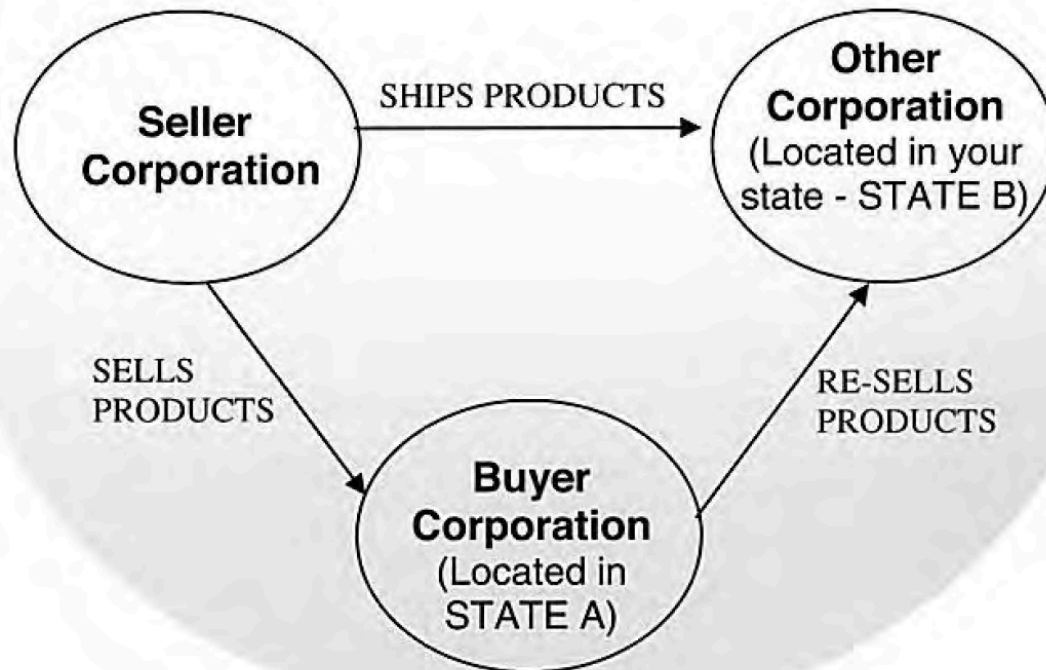 Seller
Corporation
SHIPS PRODUCTS
Other
Corporation
(Located in your
state - STATE B)
SELLS
PRODUCTS
RE-SELLS
PRODUCTS
Buyer
Corporation
(Located in
STATE A)